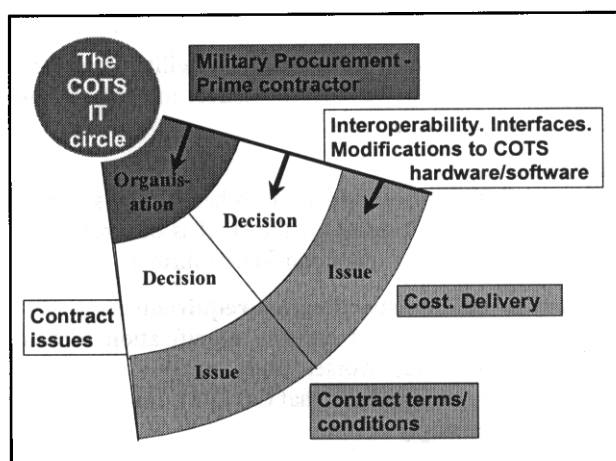 The
COTS
IT
circle
Military Procurement -
Prime contractor
Interoperability. Interfaces.
Modifications to COTS
hardware/software
Organis-
ation
Decision
Decision
Issue
Cost. Delivery
Contract
issues
Issue
Contract terms/
conditions